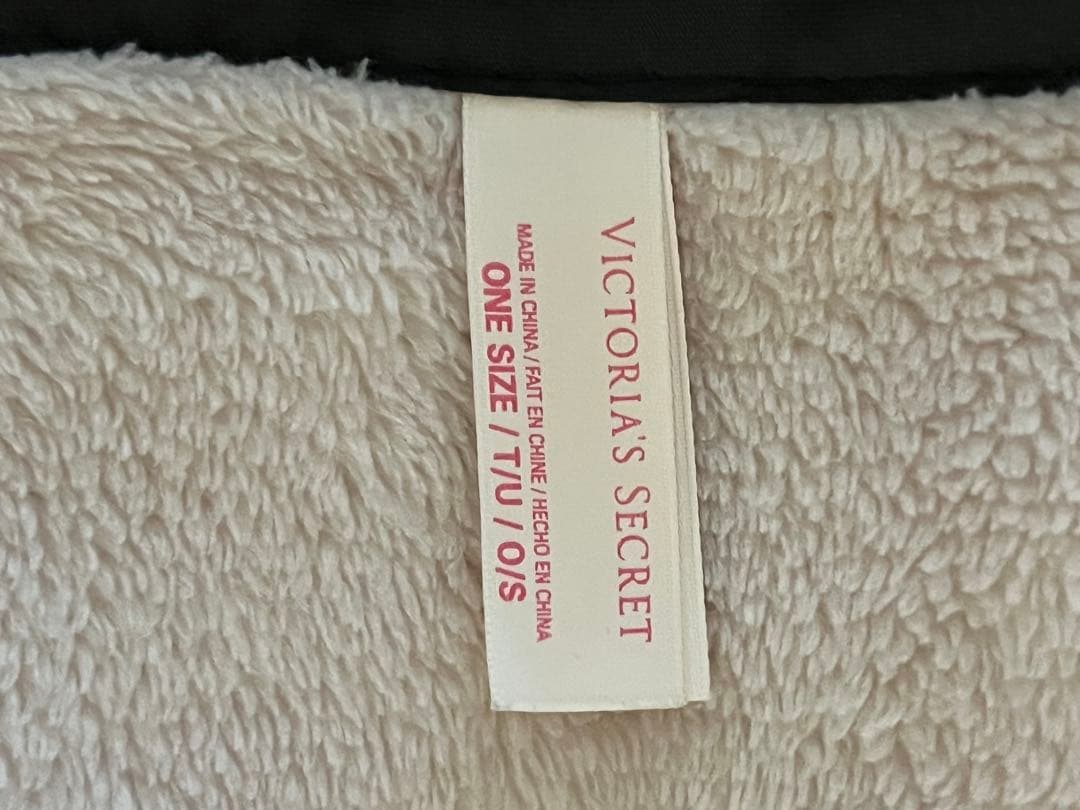 VICTORIA'S SECRET
MADE IN CHINA / FAIT EN CHINE / HECHO EN CHINA
ONE SIZE / T/U / O/S